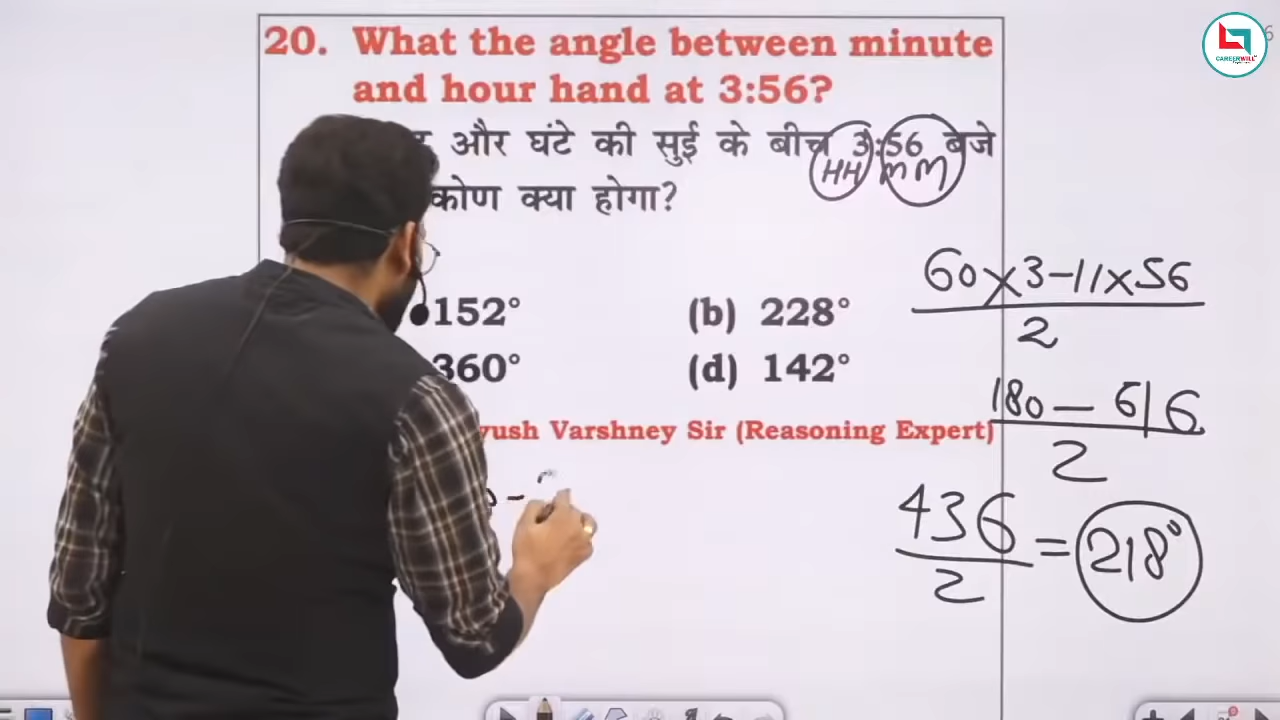 20. What the angle between minute
and hour hand at 3:56?
और घंटे की सुई के बीच 3:56 बजे
HH mm
कोण क्या होगा?
152° (b) 228°
360° (d) 142°
yush Varshney Sir (Reasoning Expert)
60×3-11×56
2
180 - 616
2
436
2
= 218°
CAREERWILL
6